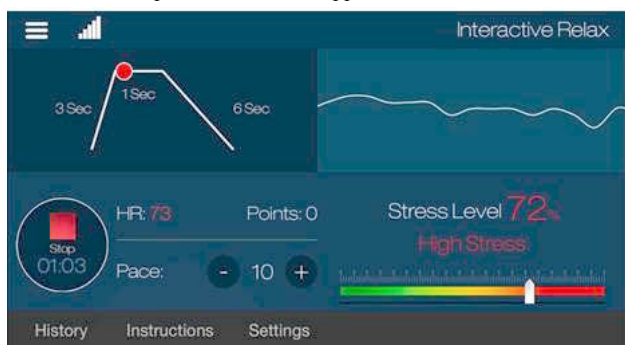 Interactive Relax
3 Sec
1 Sec
6 Sec
HR: 73
Points: 0
Stress Level 72%
High Stress
Stop
01:03
Pace:
- 10 +
History
Instructions
Settings